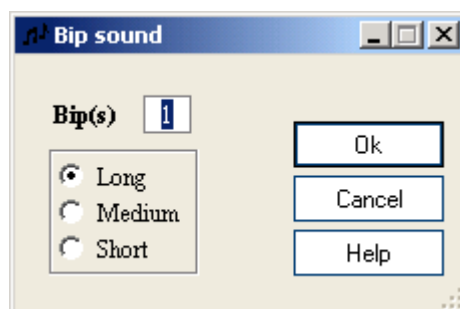 Bip sound
Bip(s) 1
Long
Medium
Short
Ok
Cancel
Help